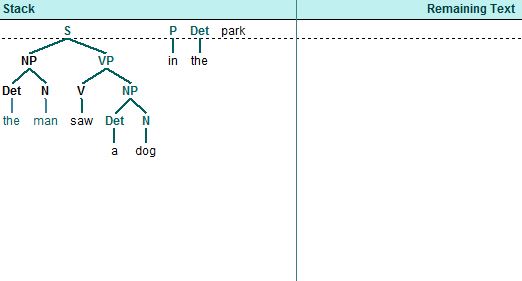 Stack Remaining Text
S P Det park
NP VP in the
Det N V NP
the man saw Det N
a dog